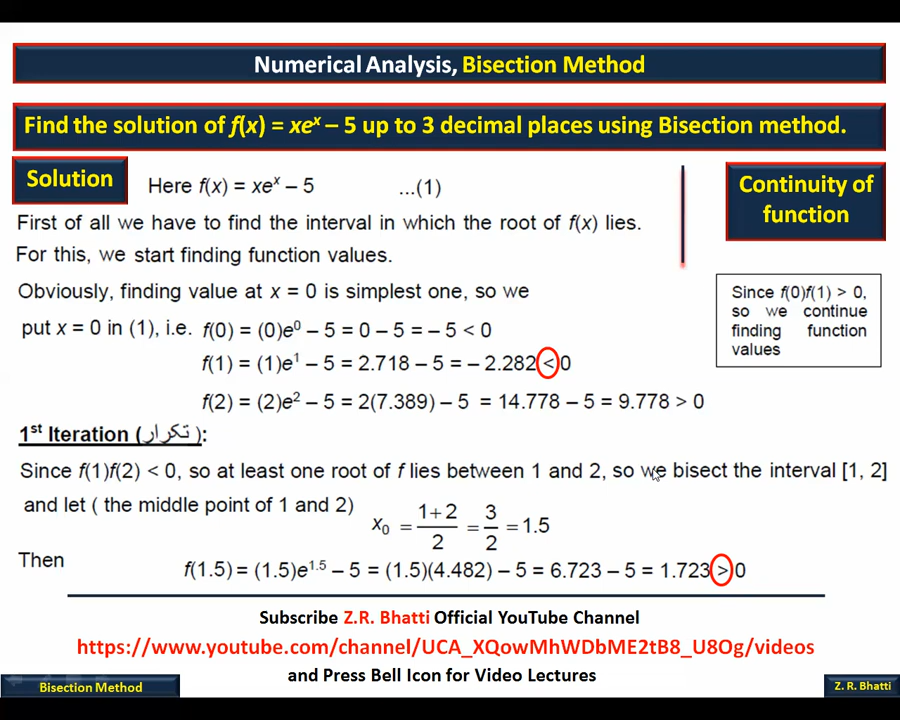 Numerical Analysis, Bisection Method
Find the solution of f(x) = xeˣ – 5 up to 3 decimal places using Bisection method.
Solution
Here f(x) = xeˣ – 5 ...(1)
Continuity of
function
First of all we have to find the interval in which the root of f(x) lies.
For this, we start finding function values.
Obviously, finding value at x = 0 is simplest one, so we
put x = 0 in (1), i.e. f(0) = (0)e⁰ – 5 = 0 – 5 = – 5 < 0
f(1) = (1)e¹ – 5 = 2.718 – 5 = – 2.282 < 0
f(2) = (2)e² – 5 = 2(7.389) – 5 = 14.778 – 5 = 9.778 > 0
Since f(0)f(1) > 0,
so we continue
finding function
values
1st Iteration (تکرار):
Since f(1)f(2) < 0, so at least one root of f lies between 1 and 2, so we bisect the interval [1, 2]
and let ( the middle point of 1 and 2)
x₀ = (1+2)/2 = 3/2 = 1.5
Then f(1.5) = (1.5)e¹·⁵ – 5 = (1.5)(4.482) – 5 = 6.723 – 5 = 1.723 > 0
Subscribe Z.R. Bhatti Official YouTube Channel
https://www.youtube.com/channel/UCA_XQowMhWDbME2tB8_U8Og/videos
and Press Bell Icon for Video Lectures
Bisection Method
Z. R. Bhatti